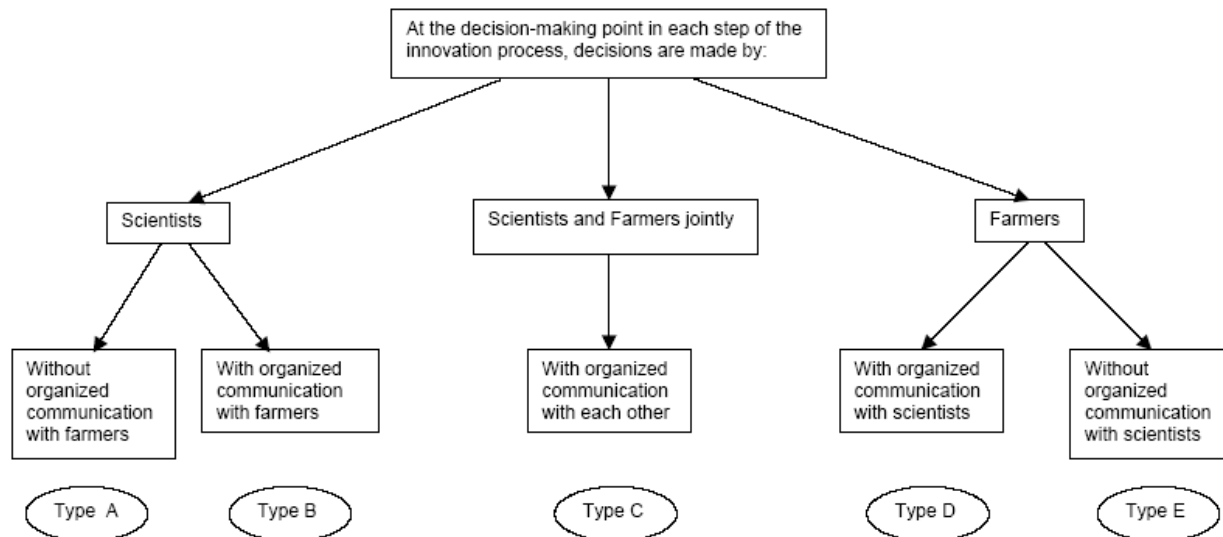 At the decision-making point in each step of the
innovation process, decisions are made by:
Scientists
Scientists and Farmers jointly
Farmers
Without
organized
communication
with farmers
With organized
communication
with farmers
With organized
communication
with each other
With organized
communication
with scientists
Without
organized
communication
with scientists
Type A
Type B
Type C
Type D
Type E